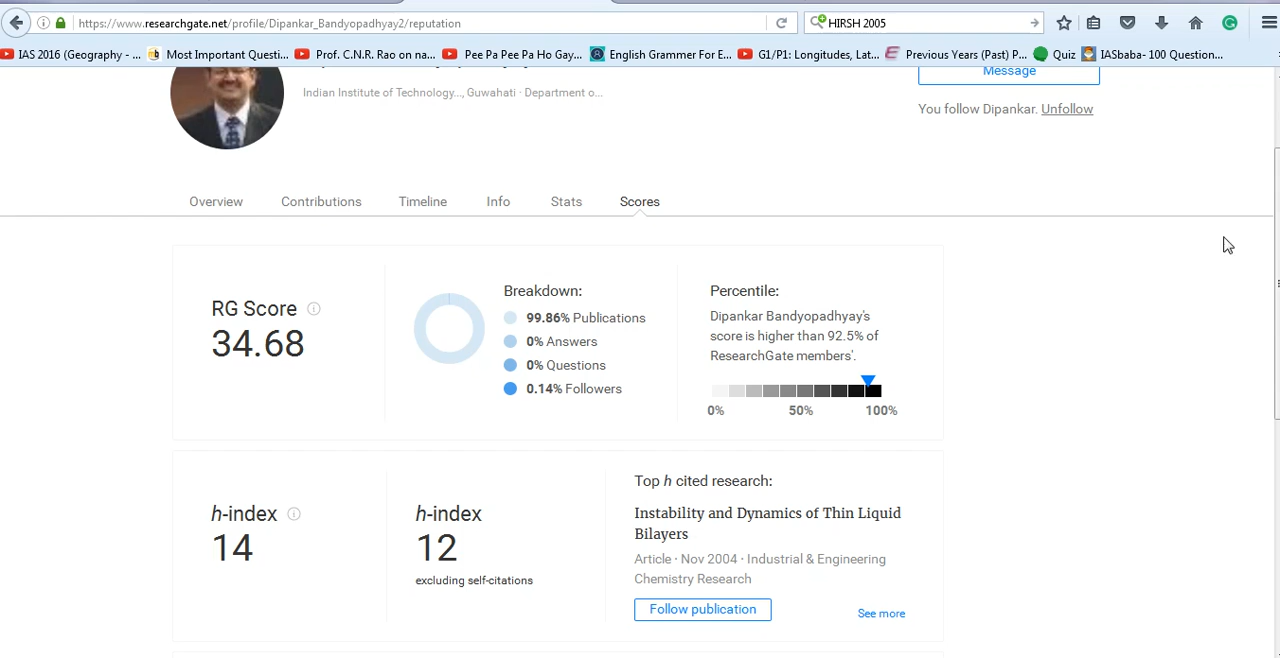 https://www.researchgate.net/profile/Dipankar_Bandyopadhyay2/reputation
HIRSH 2005
IAS 2016 (Geography - ...
Most Important Questi...
Prof. C.N.R. Rao on na...
Pee Pa Pee Pa Ho Gay...
English Grammer For E...
G1/P1: Longitudes, Lat...
Previous Years (Past) P...
Quiz
IASbaba- 100 Question...
Indian Institute of Technology..., Guwahati · Department o...
Message
You follow Dipankar. Unfollow
Overview
Contributions
Timeline
Info
Stats
Scores
RG Score
34.68
Breakdown:
99.86% Publications
0% Answers
0% Questions
0.14% Followers
Percentile:
Dipankar Bandyopadhyay's
score is higher than 92.5% of
ResearchGate members'.
0% 50% 100%
h-index
14
h-index
12
excluding self-citations
Top h cited research:
Instability and Dynamics of Thin Liquid
Bilayers
Article · Nov 2004 · Industrial & Engineering
Chemistry Research
Follow publication
See more